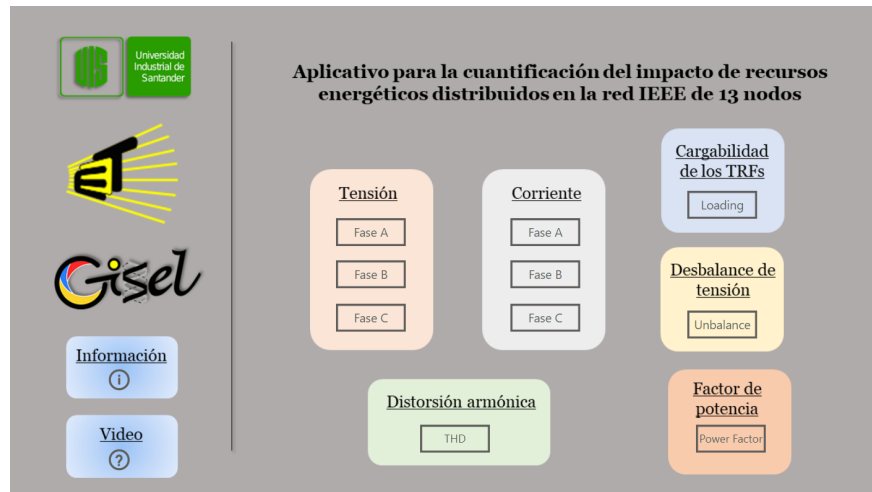 UIS
Universidad
Industrial de
Santander
Gisel
Información
Video
Aplicativo para la cuantificación del impacto de recursos
energéticos distribuidos en la red IEEE de 13 nodos
Tensión
Fase A
Fase B
Fase C
Corriente
Fase A
Fase B
Fase C
Cargabilidad
de los TRFs
Loading
Desbalance de
tensión
Unbalance
Distorsión armónica
THD
Factor de
potencia
Power Factor